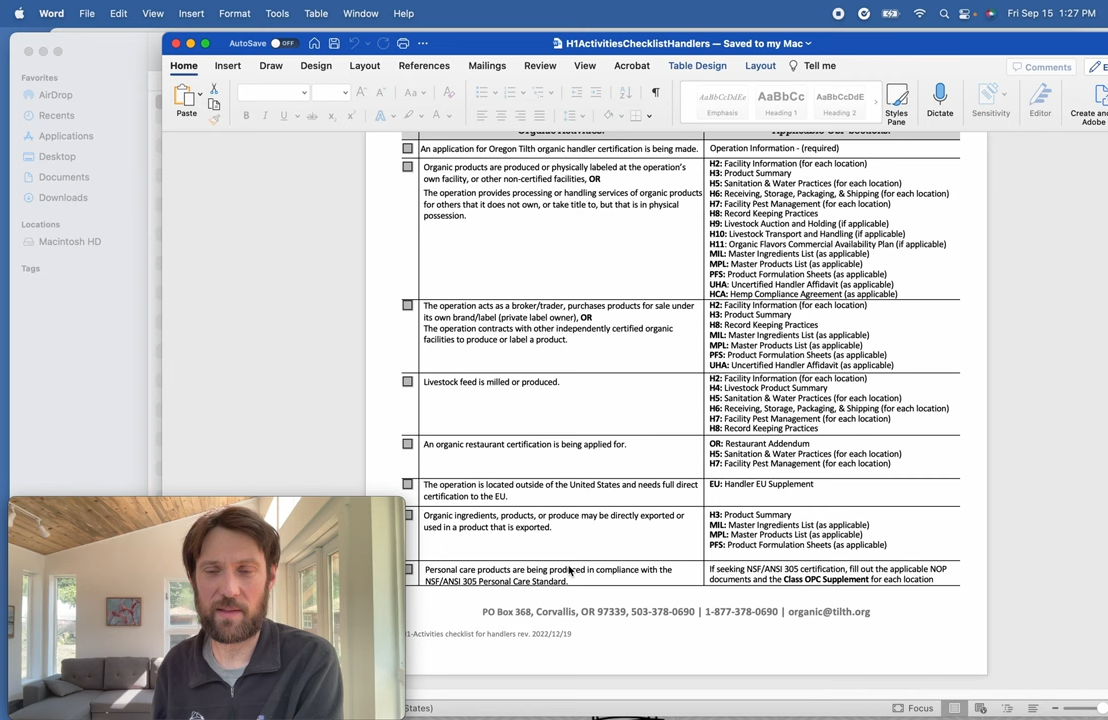 Word File Edit View Insert Format Tools Table Window Help
Fri Sep 15 1:27 PM
AutoSave OFF
H1ActivitiesChecklistHandlers — Saved to my Mac
Home Insert Draw Design Layout References Mailings Review View Acrobat Table Design Layout Tell me
Comments
Paste
AaBbCcDdEe
AaBbCc
AaBbCcDdE
Emphasis
Heading 1
Heading 2
Styles Pane
Dictate
Sensitivity
Editor
Create and
Adobe
Favorites
AirDrop
Recents
Applications
Desktop
Documents
Downloads
Locations
Macintosh HD
Tags
An application for Oregon Tilth organic handler certification is being made.
Operation Information - (required)
Organic products are produced or physically labeled at the operation's
own facility, or other non-certified facilities, OR
The operation provides processing or handling services of organic products
for others that it does not own, or take title to, but that is in physical
possession.
H2: Facility Information (for each location)
H3: Product Summary
H5: Sanitation & Water Practices (for each location)
H6: Receiving, Storage, Packaging, & Shipping (for each location)
H7: Facility Pest Management (for each location)
H8: Record Keeping Practices
H9: Livestock Auction and Holding (if applicable)
H10: Livestock Transport and Handling (if applicable)
H11: Organic Flavors Commercial Availability Plan (if applicable)
MIL: Master Ingredients List (as applicable)
MPL: Master Products List (as applicable)
PFS: Product Formulation Sheets (as applicable)
UHA: Uncertified Handler Affidavit (as applicable)
HCA: Hemp Compliance Agreement (as applicable)
The operation acts as a broker/trader, purchases products for sale under
its own brand/label (private label owner), OR
The operation contracts with other independently certified organic
facilities to produce or label a product.
H2: Facility Information (for each location)
H3: Product Summary
H8: Record Keeping Practices
MIL: Master Ingredients List (as applicable)
MPL: Master Products List (as applicable)
PFS: Product Formulation Sheets (as applicable)
UHA: Uncertified Handler Affidavit (as applicable)
Livestock feed is milled or produced.
H2: Facility Information (for each location)
H4: Livestock Product Summary
H5: Sanitation & Water Practices (for each location)
H6: Receiving, Storage, Packaging, & Shipping (for each location)
H7: Facility Pest Management (for each location)
H8: Record Keeping Practices
An organic restaurant certification is being applied for.
OR: Restaurant Addendum
H5: Sanitation & Water Practices (for each location)
H7: Facility Pest Management (for each location)
The operation is located outside of the United States and needs full direct
certification to the EU.
EU: Handler EU Supplement
Organic ingredients, products, or produce may be directly exported or
used in a product that is exported.
H3: Product Summary
MIL: Master Ingredients List (as applicable)
MPL: Master Products List (as applicable)
PFS: Product Formulation Sheets (as applicable)
Personal care products are being produced in compliance with the
NSF/ANSI 305 Personal Care Standard.
If seeking NSF/ANSI 305 certification, fill out the applicable NOP
documents and the Class OPC Supplement for each location
PO Box 368, Corvallis, OR 97339, 503-378-0690 | 1-877-378-0690 | organic@tilth.org
1-Activities checklist for handlers rev. 2022/12/19
States)
Focus